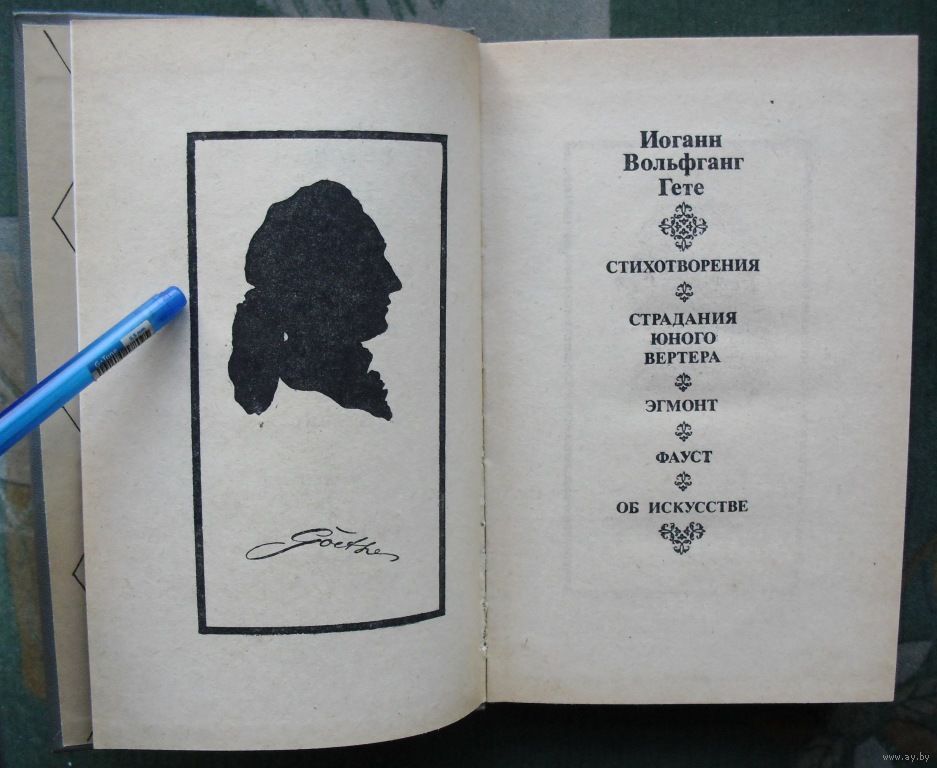 Goethe
Иоганн
Вольфганг
Гете
СТИХОТВОРЕНИЯ
СТРАДАНИЯ
ЮНОГО
ВЕРТЕРА
ЭГМОНТ
ФАУСТ
ОБ ИСКУССТВЕ
www.ay.by